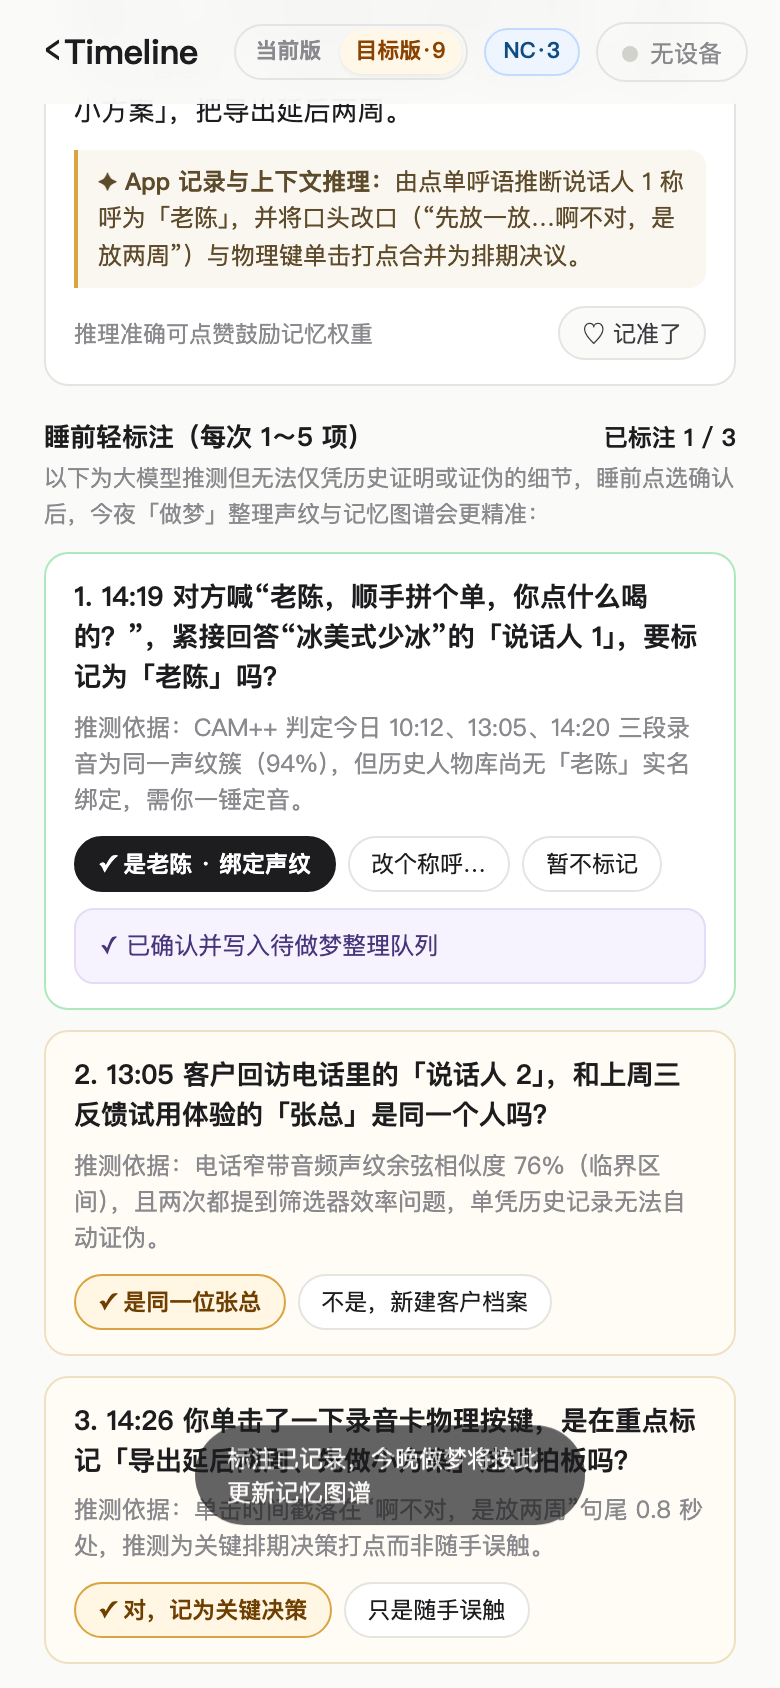 <Timeline
当前版
目标版·9
NC·3
无设备
小方案」，把导出延后两周。
✦ App 记录与上下文推理：由点单呼语推断说话人 1 称
呼为「老陈」，并将口头改口（“先放一放…啊不对，是
放两周”）与物理键单击打点合并为排期决议。
推理准确可点赞鼓励记忆权重
♡ 记准了
睡前轻标注（每次 1～5 项）
已标注 1 / 3
以下为大模型推测但无法仅凭历史证明或证伪的细节，睡前点选确认
后，今夜「做梦」整理声纹与记忆图谱会更精准：
1. 14:19 对方喊“老陈，顺手拼个单，你点什么喝
的？”，紧接回答“冰美式少冰”的「说话人 1」，要标
记为「老陈」吗？
推测依据：CAM++ 判定今日 10:12、13:05、14:20 三段录
音为同一声纹簇（94%），但历史人物库尚无「老陈」实名
绑定，需你一锤定音。
✓ 是老陈 · 绑定声纹
改个称呼…
暂不标记
✓ 已确认并写入待做梦整理队列
2. 13:05 客户回访电话里的「说话人 2」，和上周三
反馈试用体验的「张总」是同一个人吗？
推测依据：电话窄带音频声纹余弦相似度 76%（临界区
间），且两次都提到筛选器效率问题，单凭历史记录无法自
动证伪。
✓ 是同一位张总
不是，新建客户档案
3. 14:26 你单击了一下录音卡物理按键，是在重点标
记「导出延后 拍板吗？
标注已记录，今晚做梦将按此
更新记忆图谱
推测依据：单击时间戳落在“啊不对，是放两周”句尾 0.8 秒
处，推测为关键排期决策打点而非随手误触。
✓ 对，记为关键决策
只是随手误触